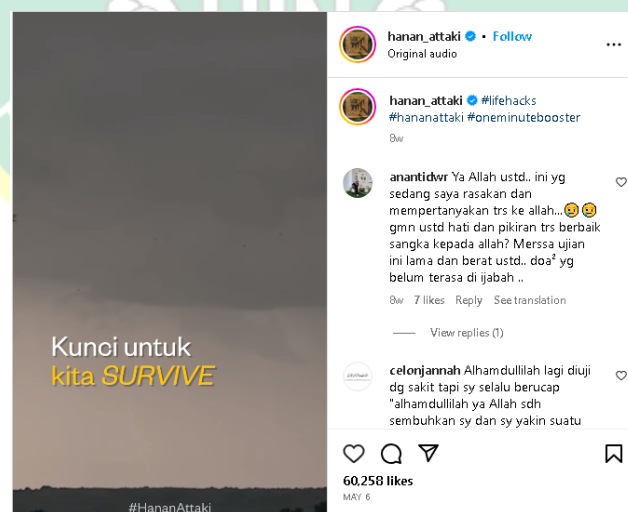 Kunci untuk
kita SURVIVE
#HananAttaki
hanan_attaki • Follow
Original audio
hanan_attaki #lifehacks
#hananattaki #oneminutebooster
8w
anantidwr Ya Allah ustd.. ini yg
sedang saya rasakan dan
mempertanyakan trs ke allah...😢😢
gmn ustd hati dan pikiran trs berbaik
sangka kepada allah? Merssa ujian
ini lama dan berat ustd.. doa² yg
belum terasa di ijabah ..
8w 7 likes Reply See translation
View replies (1)
celonjannah Alhamdullilah lagi diuji
dg sakit tapi sy selalu berucap
"alhamdullilah ya Allah sdh
sembuhkan sy dan sy yakin suatu
60,258 likes
MAY 6